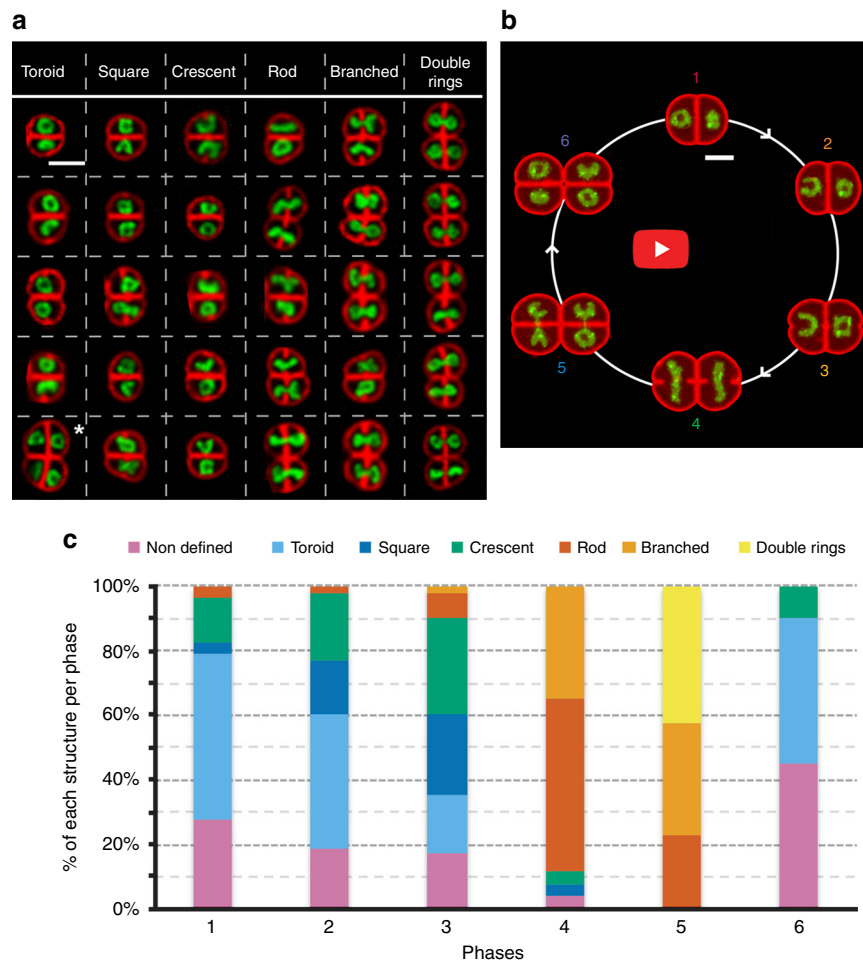 a
Toroid Square Crescent Rod Branched Double rings
*
b
1
2
3
4
5
6
c
Non defined Toroid Square Crescent Rod Branched Double rings
% of each structure per phase
100%
80%
60%
40%
20%
0%
1 2 3 4 5 6
Phases